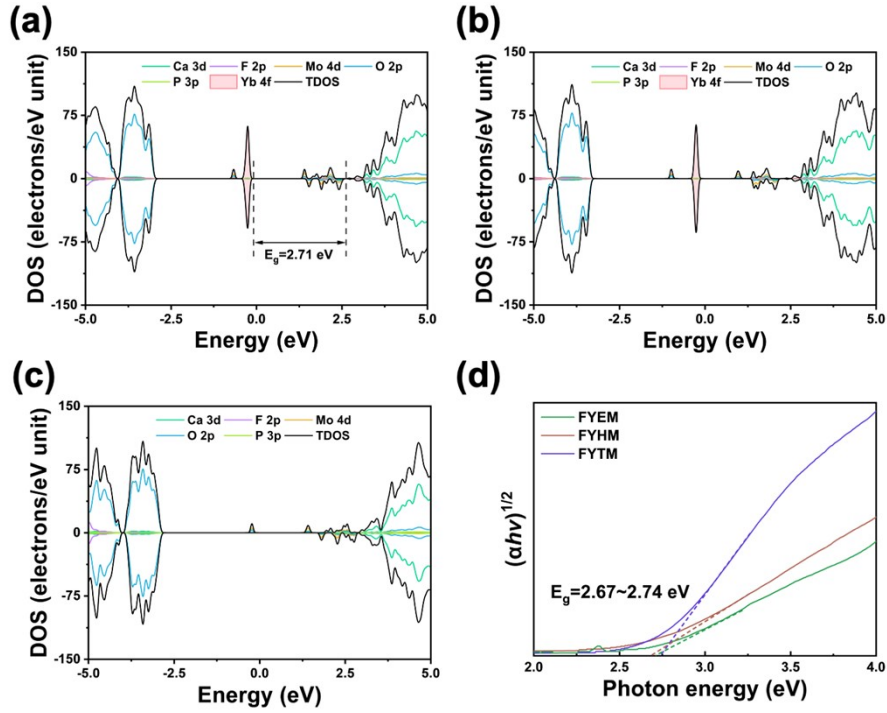 (a)
150
75
0
-75
-150
DOS (electrons/eV unit)
Ca 3d F 2p Mo 4d O 2p
P 3p Yb 4f TDOS
Eg=2.71 eV
-5.0 -2.5 0.0 2.5 5.0
Energy (eV)
(b)
150
75
0
-75
-150
DOS (electrons/eV unit)
Ca 3d F 2p Mo 4d O 2p
P 3p Yb 4f TDOS
-5.0 -2.5 0.0 2.5 5.0
Energy (eV)
(c)
150
75
0
-75
-150
DOS (electrons/eV unit)
Ca 3d F 2p Mo 4d
O 2p P 3p TDOS
-5.0 -2.5 0.0 2.5 5.0
Energy (eV)
(d)
(αhv)1/2
FYEM
FYHM
FYTM
Eg=2.67~2.74 eV
2.0 2.5 3.0 3.5 4.0
Photon energy (eV)